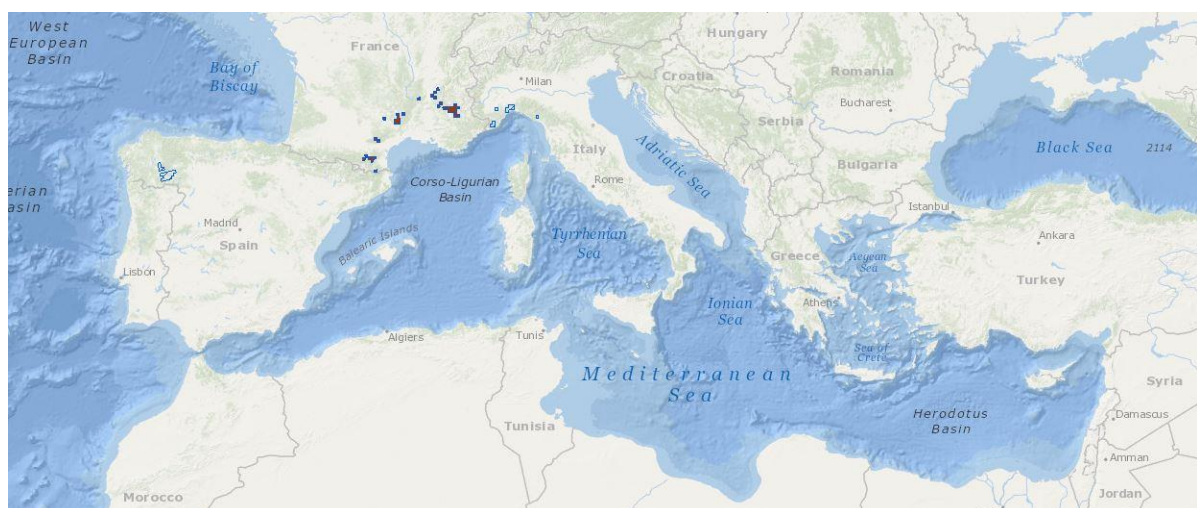 West
European
Basin
France
Hungary
Bay of
Biscay
Milan
Croatia
Romania
Bucharest
Serbia
Italy
Adriatic
Sea
Black Sea
2114
Bulgaria
Corso-Ligurian
Basin
Rome
erian
asin
Madrid
Spain
Istanbul
Balearic Islands
Tyrrhenian
Sea
Ankara
Greece
Aegean
Sea
Lisbon
Turkey
Ionian
Sea
Athens
Algiers
Tunis
Sea of
Crete
Mediterranean
Sea
Syria
Herodotus
Basin
Damascus
Tunisia
Amman
Morocco
Jordan